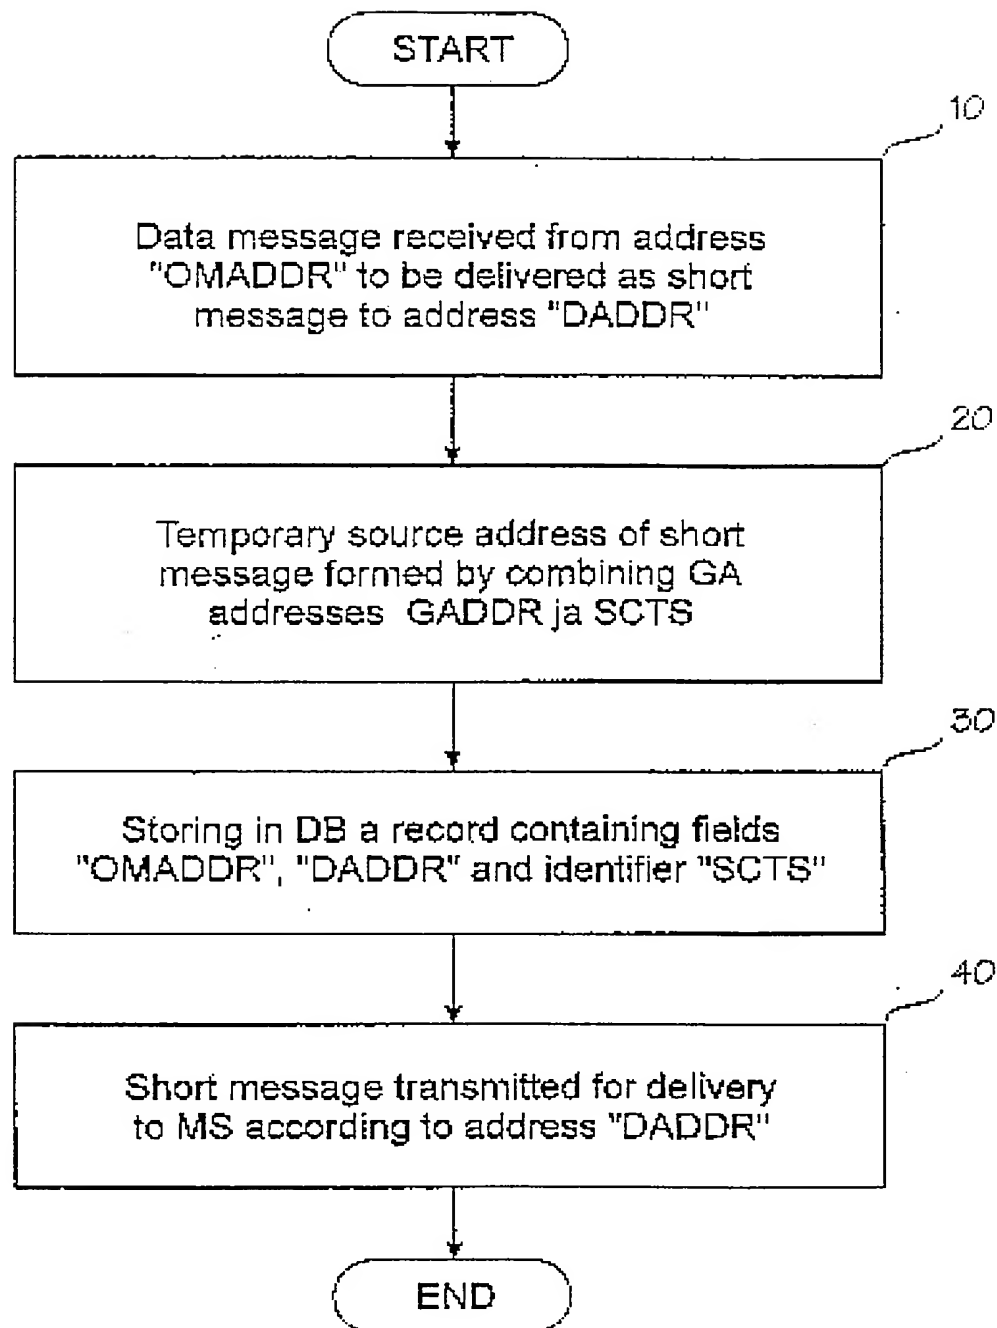 START
10
Data message received from address
"OMADDR" to be delivered as short
message to address "DADDR"
20
Temporary source address of short
message formed by combining GA
addresses GADDR ja SCTS
30
Storing in DB a record containing fields
"OMADDR", "DADDR" and identifier "SCTS"
40
Short message transmitted for delivery
to MS according to address "DADDR"
END